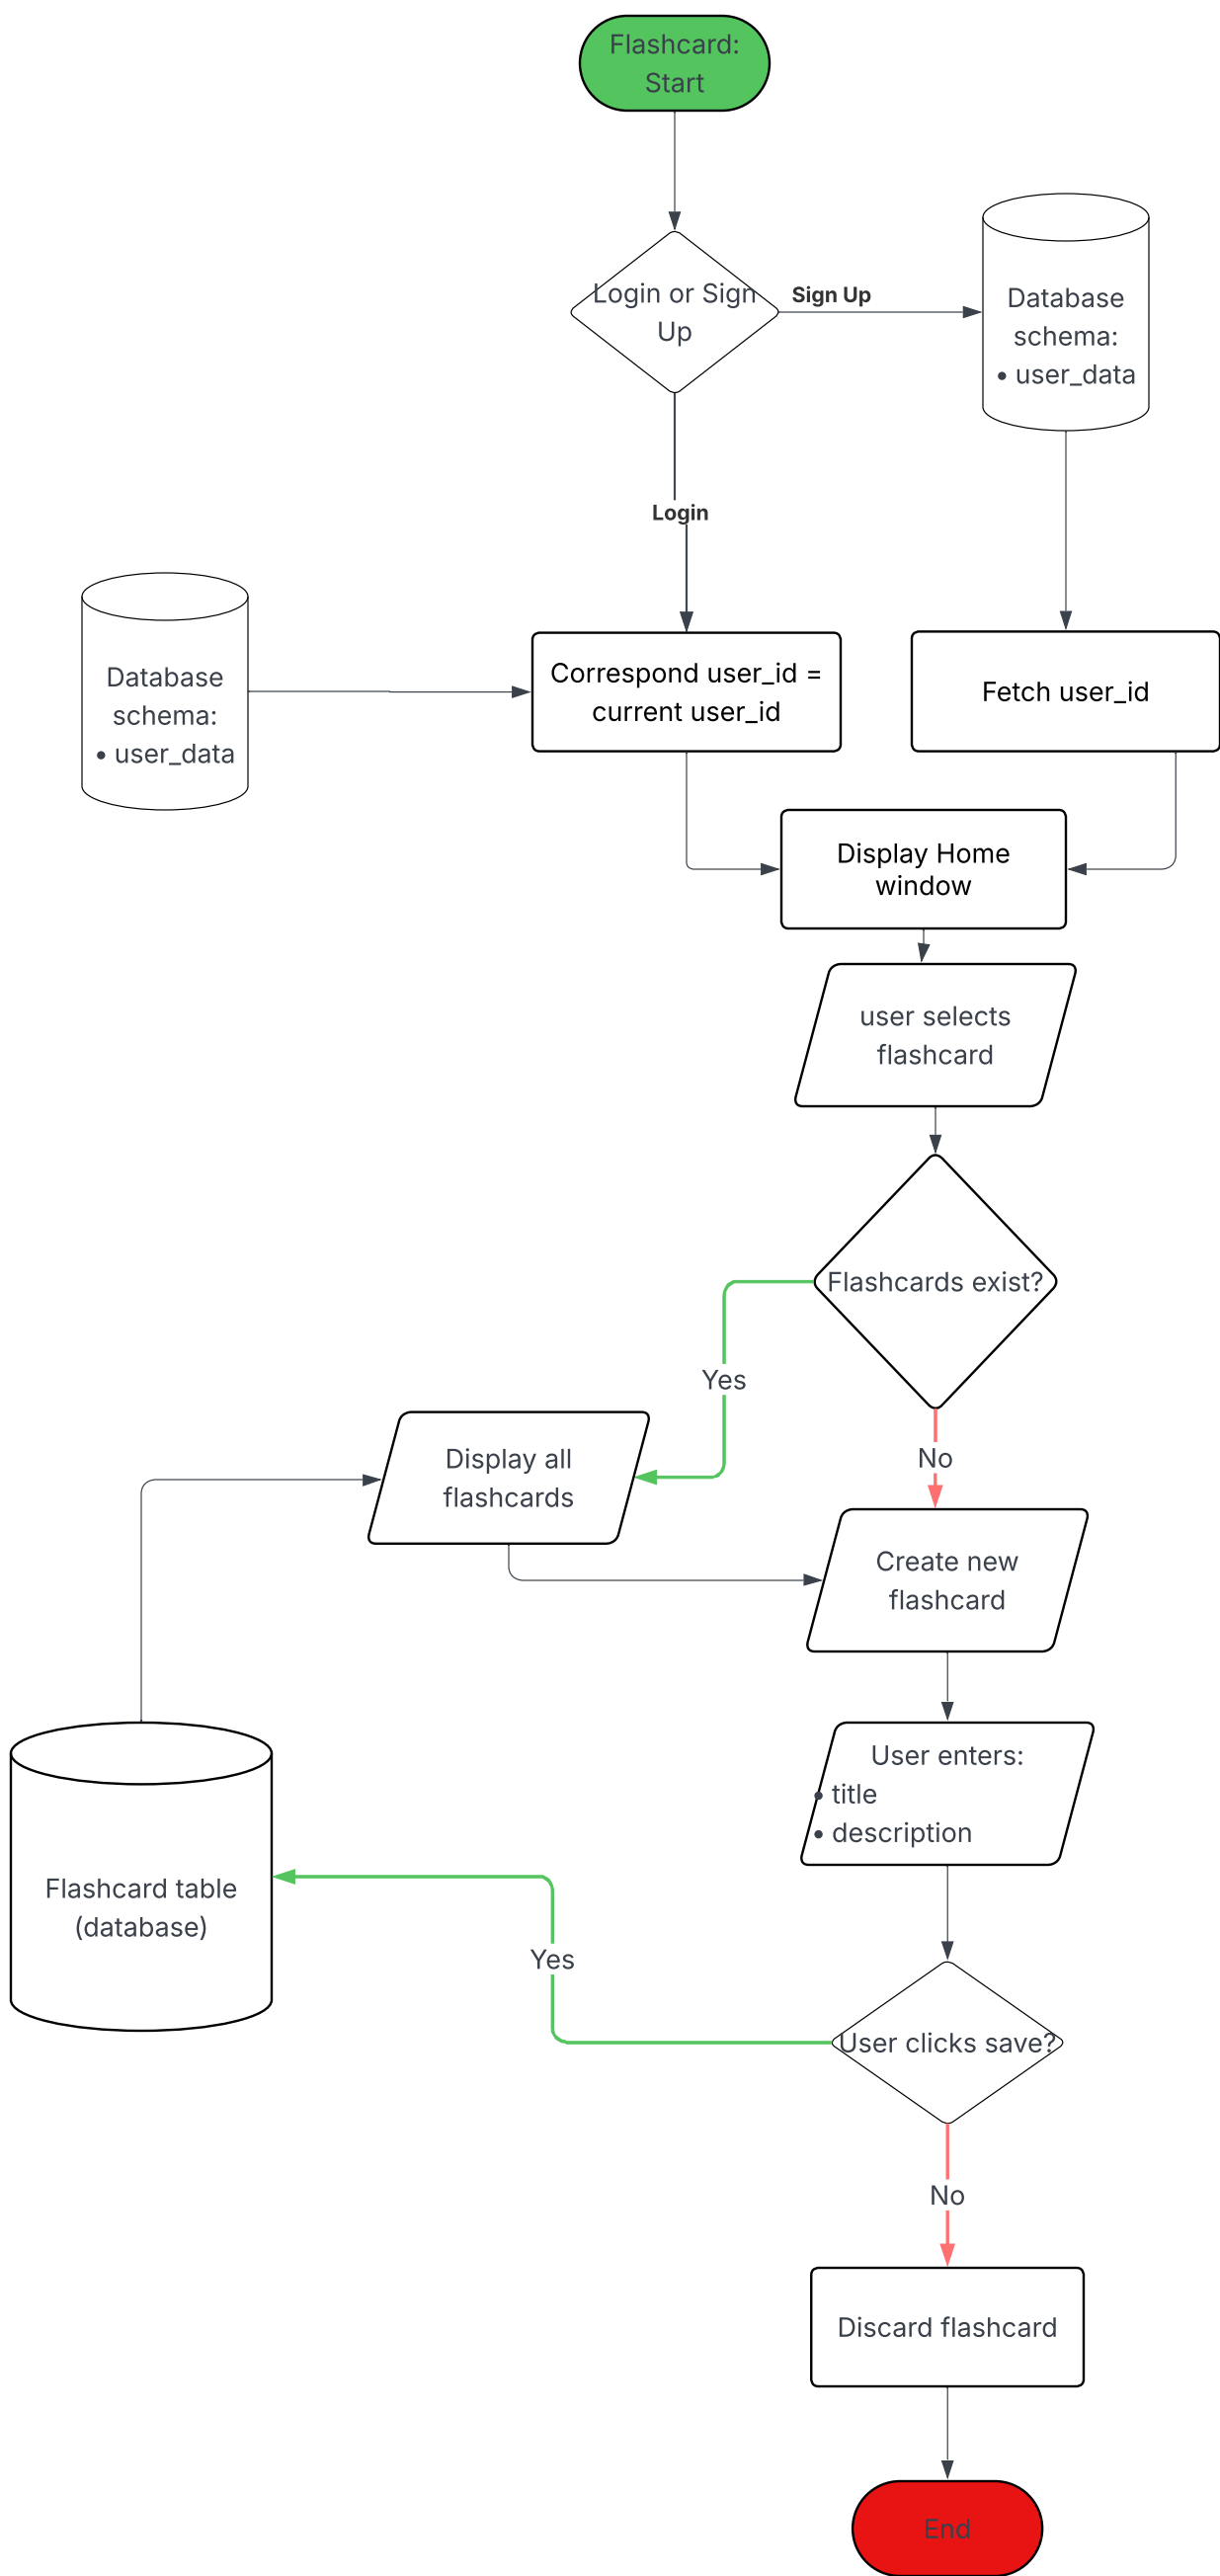 Flashcard:
Start
Login or Sign
Up
Sign Up
Database
schema:
• user_data
Login
Database
schema:
• user_data
Correspond user_id =
current user_id
Fetch user_id
Display Home
window
user selects
flashcard
Flashcards exist?
Yes
No
Display all
flashcards
Create new
flashcard
User enters:
• title
• description
Flashcard table
(database)
Yes
User clicks save?
No
Discard flashcard
End